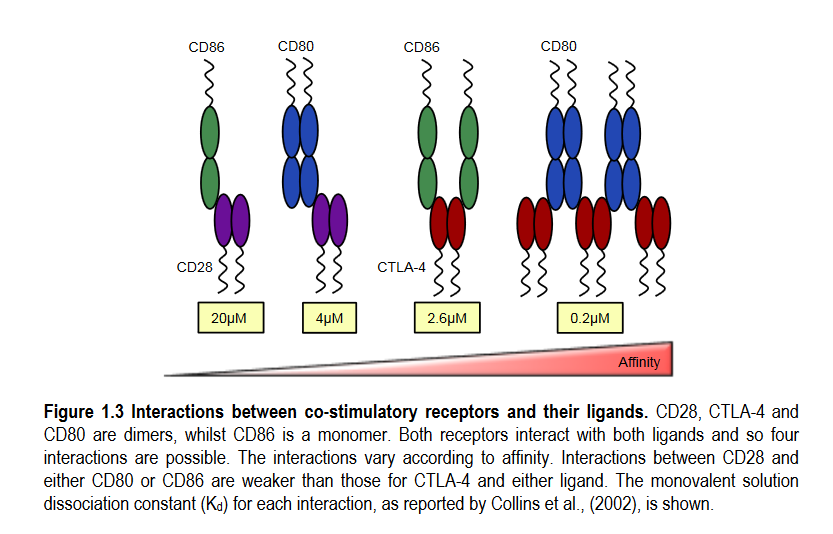 CD86
CD80
CD86
CD80
CD28
CTLA-4
20µM
4µM
2.6µM
0.2µM
Affinity
Figure 1.3 Interactions between co-stimulatory receptors and their ligands. CD28, CTLA-4 and
CD80 are dimers, whilst CD86 is a monomer. Both receptors interact with both ligands and so four
interactions are possible. The interactions vary according to affinity. Interactions between CD28 and
either CD80 or CD86 are weaker than those for CTLA-4 and either ligand. The monovalent solution
dissociation constant (Kd) for each interaction, as reported by Collins et al., (2002), is shown.